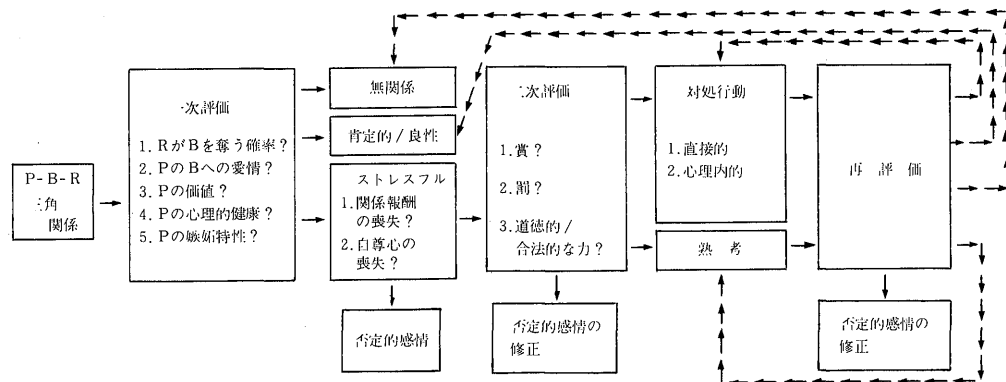 P-B-R
三角
関係
一次評価
1. RがBを奪う確率?
2. PのBへの愛情?
3. Pの価値?
4. Pの心理的健康?
5. Pの嫉妬特性?
無関係
肯定的/良性
ストレスフル
1. 関係報酬
の喪失?
2. 自尊心の
喪失?
否定的感情
二次評価
1. 賞?
2. 罰?
3. 道徳的/
合法的な力?
否定的感情の
修正
対処行動
1. 直接的
2. 心理内的
熟考
再評価
否定的感情の
修正